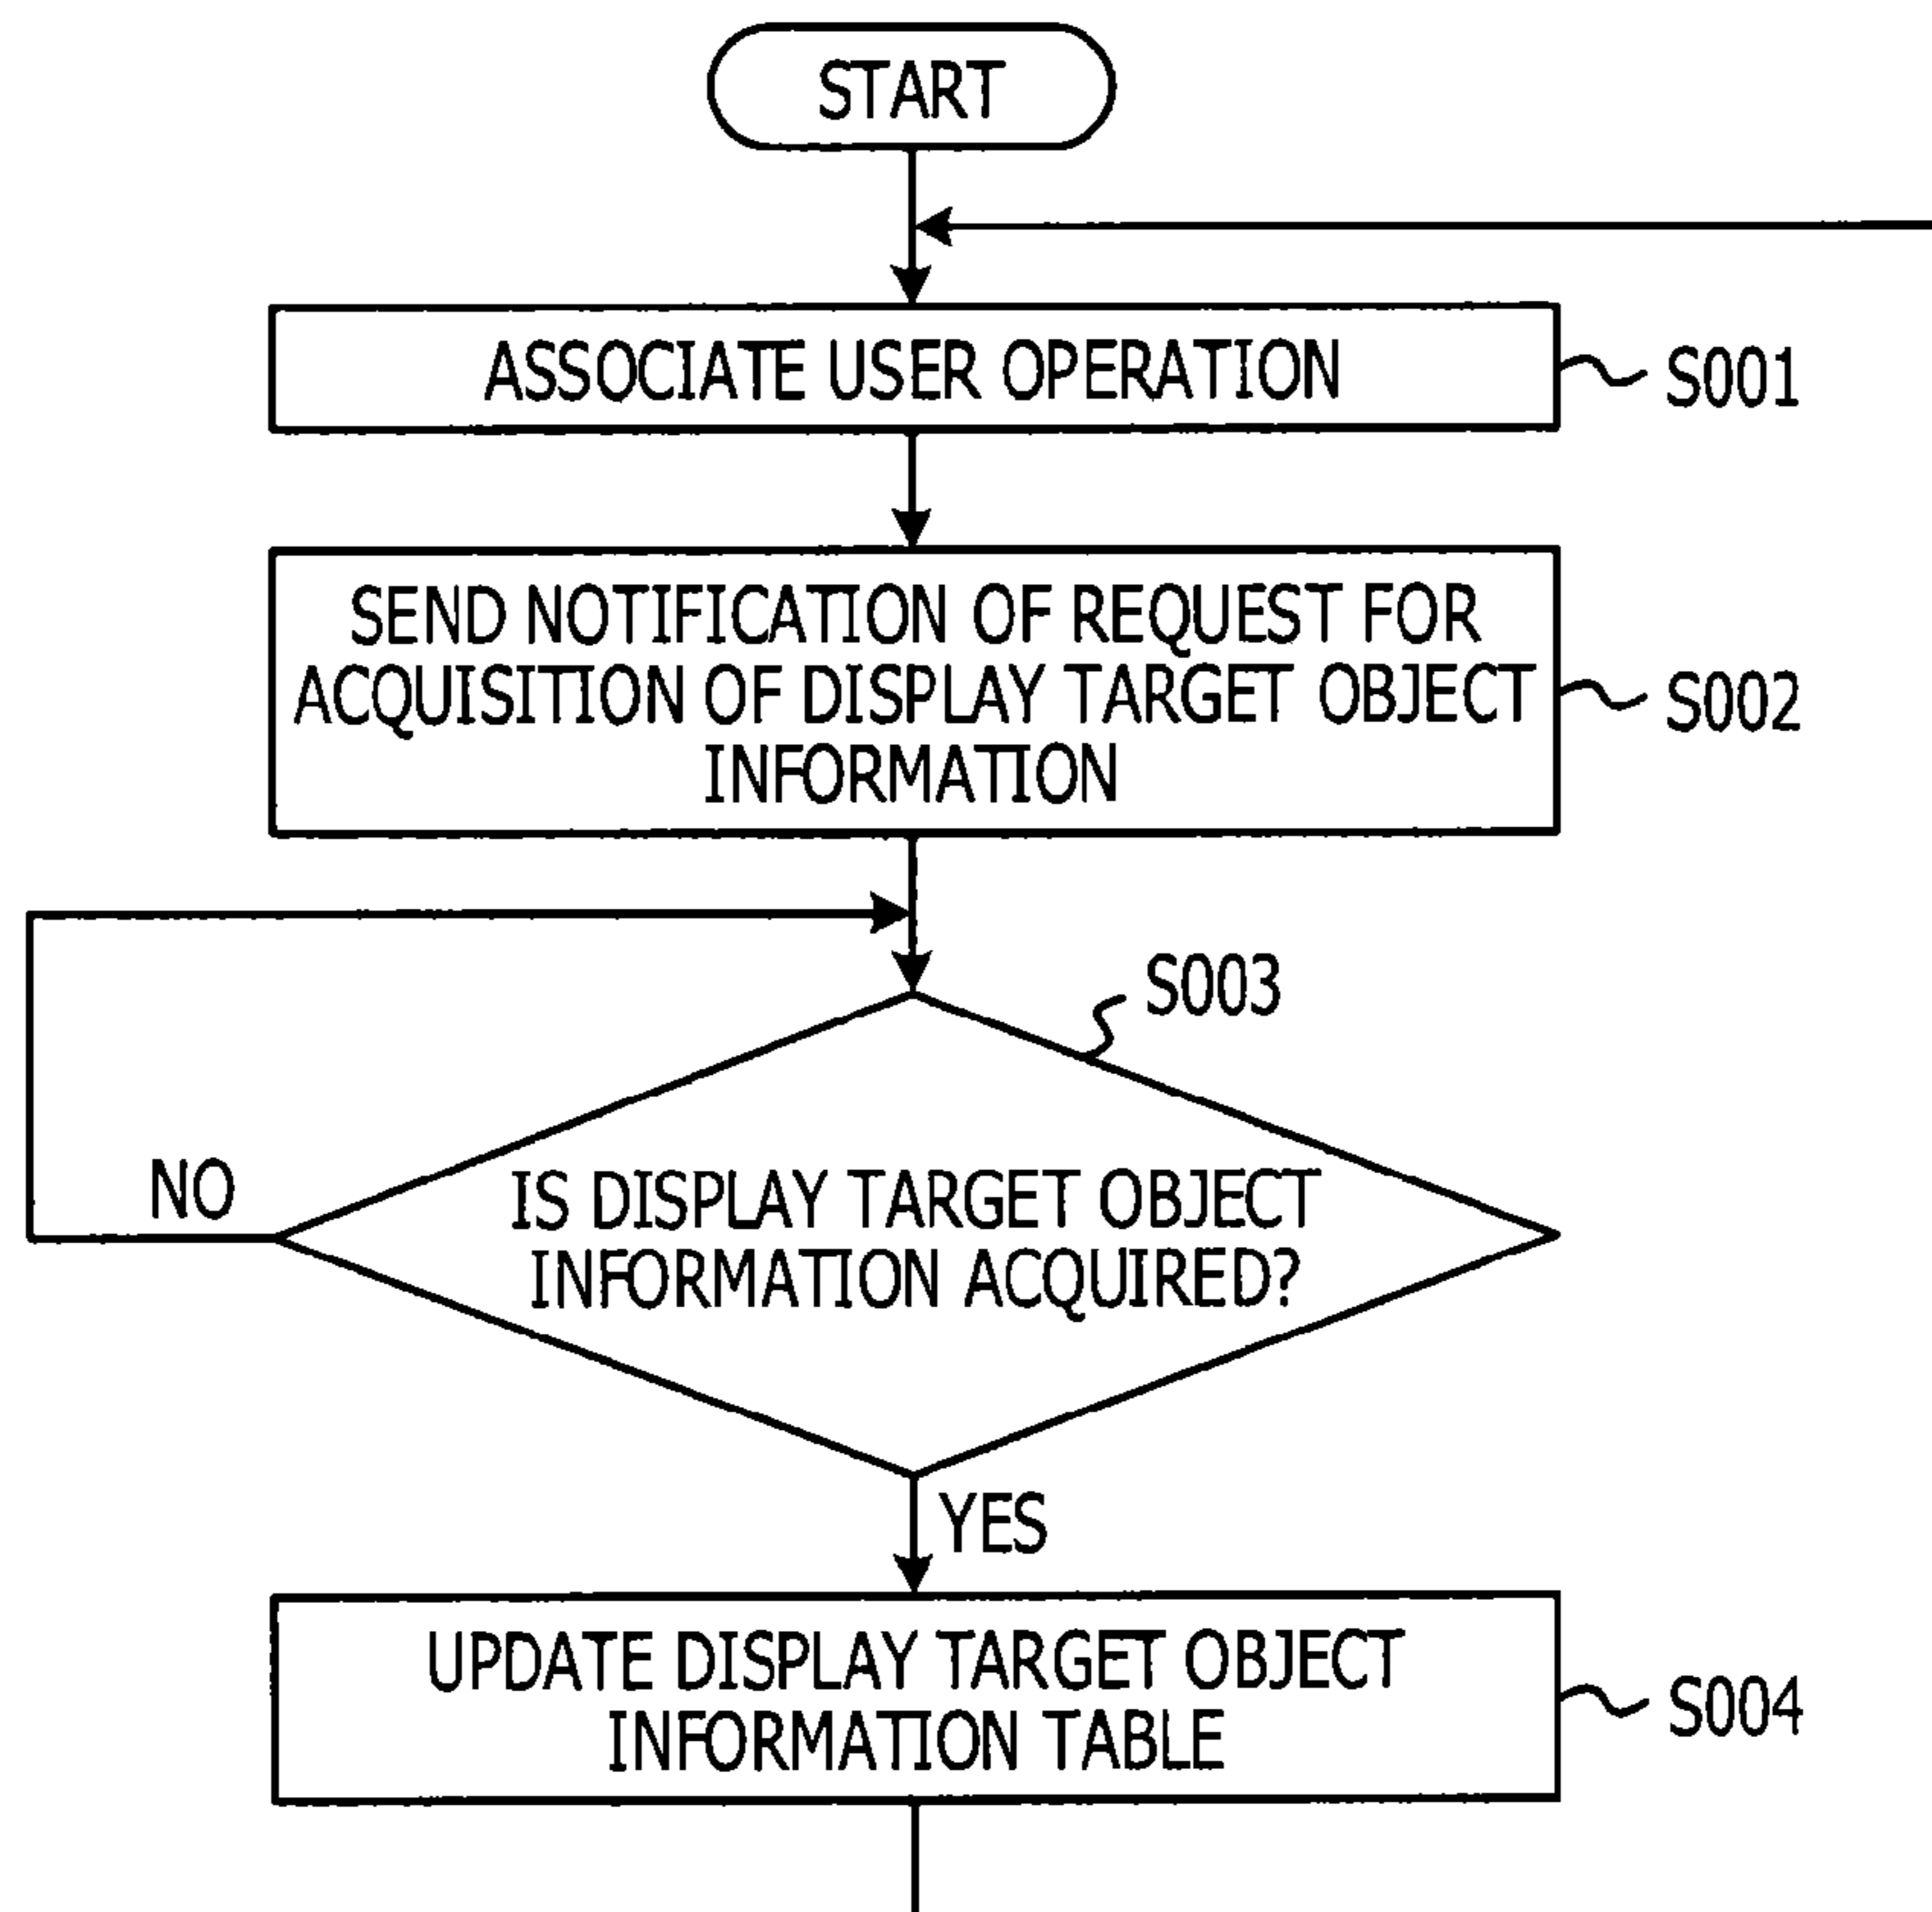 START
ASSOCIATE USER OPERATION
S001
SEND NOTIFICATION OF REQUEST FOR
ACQUISITION OF DISPLAY TARGET OBJECT
INFORMATION
S002
S003
IS DISPLAY TARGET OBJECT
INFORMATION ACQUIRED?
NO
YES
UPDATE DISPLAY TARGET OBJECT
INFORMATION TABLE
S004